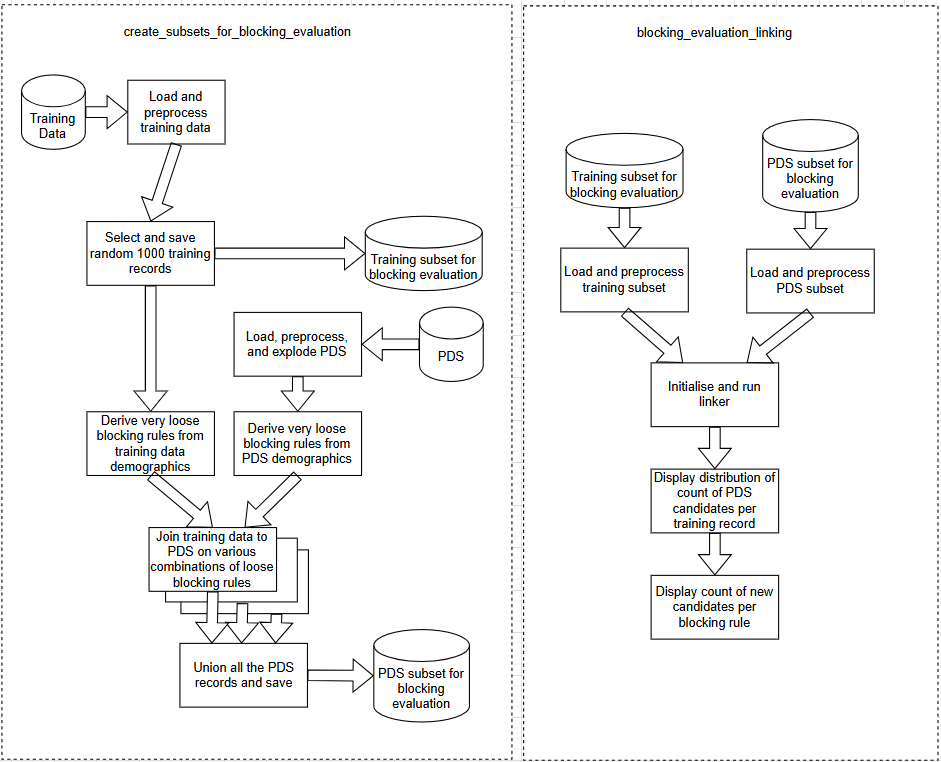 create_subsets_for_blocking_evaluation
Training
Data
Load and
preprocess
training data
Select and save
random 1000 training
records
Training subset for
blocking evaluation
Load, preprocess,
and explode PDS
PDS
Derive very loose
blocking rules from
training data
demographics
Derive very loose
blocking rules from
PDS demographics
Join training data to
PDS on various
combinations of loose
blocking rules
Union all the PDS
records and save
PDS subset for
blocking
evaluation
blocking_evaluation_linking
Training subset for
blocking evaluation
PDS subset for
blocking
evaluation
Load and preprocess
training subset
Load and preprocess
PDS subset
Initialise and run
linker
Display distribution of
count of PDS
candidates per
training record
Display count of new
candidates per
blocking rule